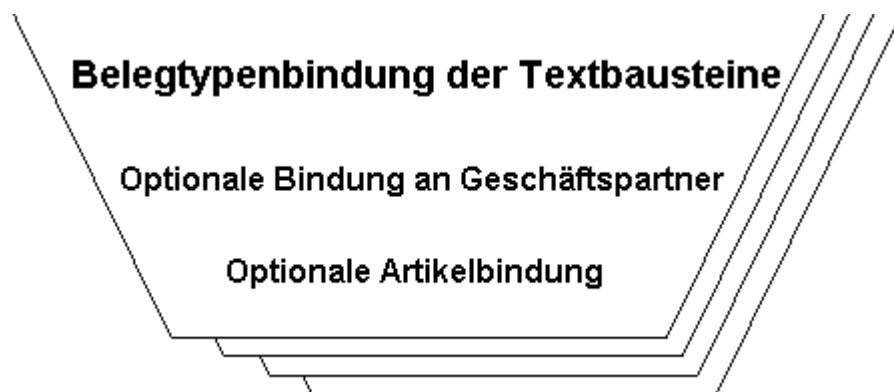 Belegtypenbindung der Textbausteine
Optionale Bindung an Geschäftspartner
Optionale Artikelbindung